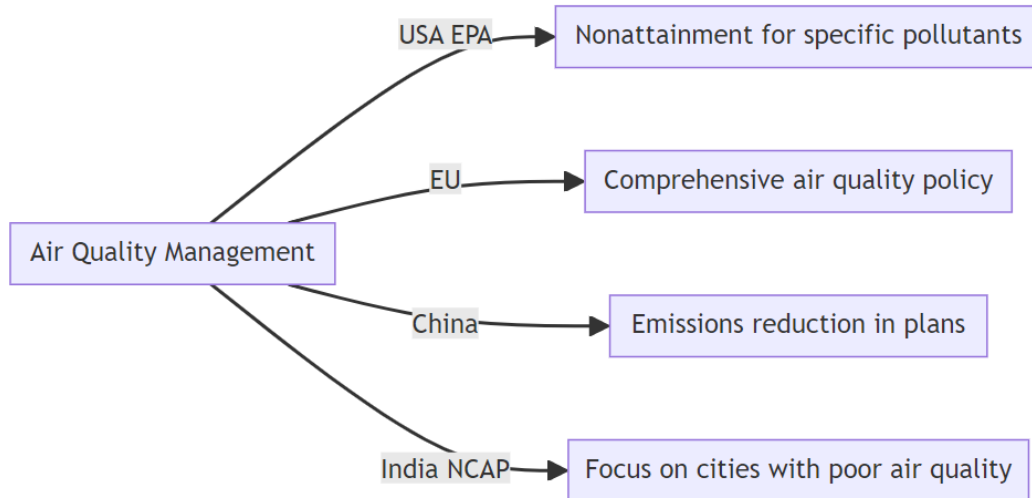 USA EPA
Nonattainment for specific pollutants
EU
Comprehensive air quality policy
Air Quality Management
China
Emissions reduction in plans
India NCAP
Focus on cities with poor air quality